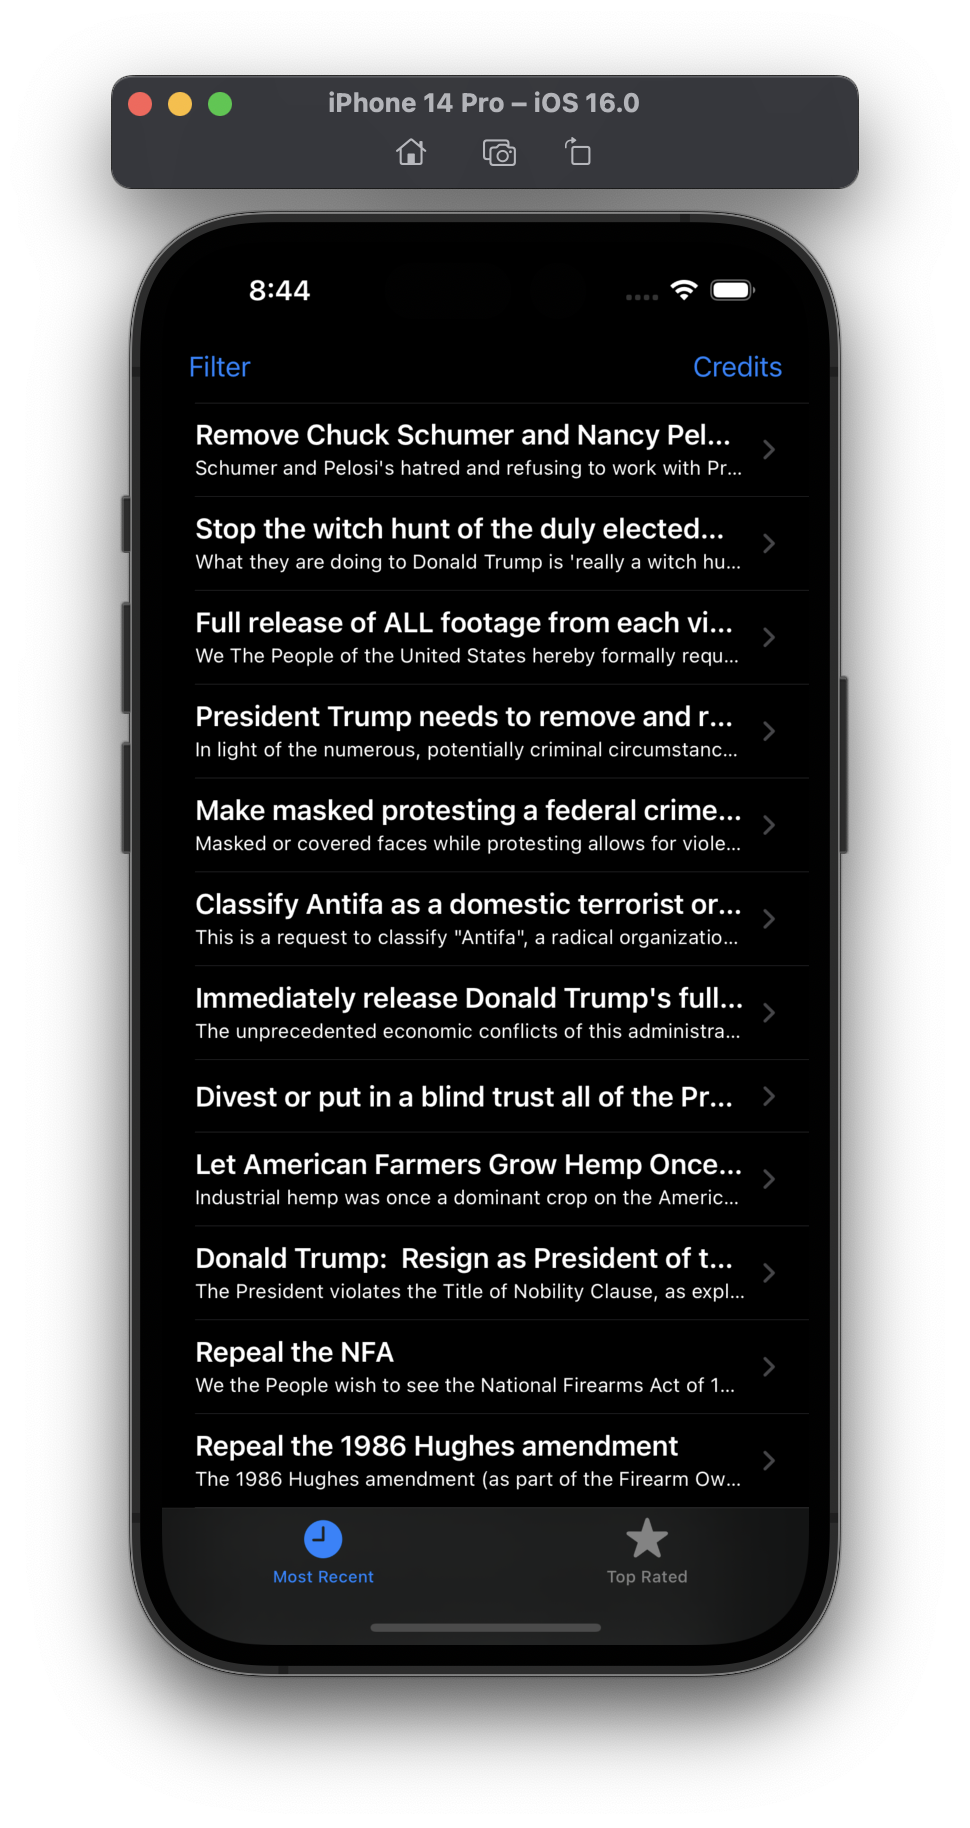 iPhone 14 Pro – iOS 16.0
8:44
Filter
Credits
Remove Chuck Schumer and Nancy Pel...
Schumer and Pelosi's hatred and refusing to work with Pr...
Stop the witch hunt of the duly elected...
What they are doing to Donald Trump is 'really a witch hu...
Full release of ALL footage from each vi...
We The People of the United States hereby formally requ...
President Trump needs to remove and r...
In light of the numerous, potentially criminal circumstanc...
Make masked protesting a federal crime...
Masked or covered faces while protesting allows for viole...
Classify Antifa as a domestic terrorist or...
This is a request to classify "Antifa", a radical organizatio...
Immediately release Donald Trump's full...
The unprecedented economic conflicts of this administra...
Divest or put in a blind trust all of the Pr...
Let American Farmers Grow Hemp Once...
Industrial hemp was once a dominant crop on the Americ...
Donald Trump:  Resign as President of t...
The President violates the Title of Nobility Clause, as expl...
Repeal the NFA
We the People wish to see the National Firearms Act of 1...
Repeal the 1986 Hughes amendment
The 1986 Hughes amendment (as part of the Firearm Ow...
Most Recent
Top Rated